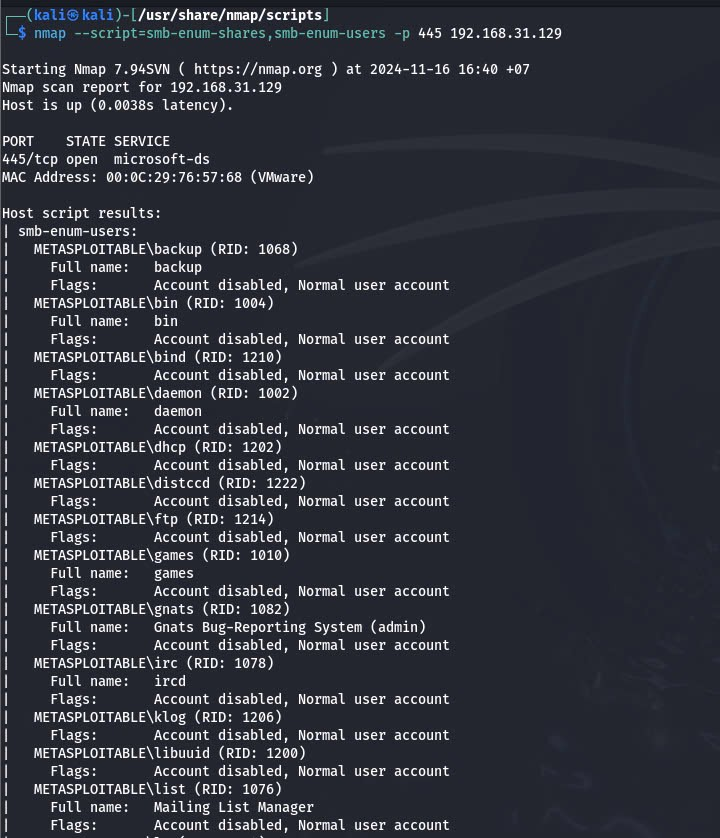 ┌──(kali㉿kali)-[/usr/share/nmap/scripts]
└─$ nmap --script=smb-enum-shares,smb-enum-users -p 445 192.168.31.129
Starting Nmap 7.94SVN ( https://nmap.org ) at 2024-11-16 16:40 +07
Nmap scan report for 192.168.31.129
Host is up (0.0038s latency).
PORT    STATE SERVICE
445/tcp open  microsoft-ds
MAC Address: 00:0C:29:76:57:68 (VMware)
Host script results:
| smb-enum-users:
|   METASPLOITABLE\backup (RID: 1068)
|     Full name:   backup
|     Flags:       Account disabled, Normal user account
|   METASPLOITABLE\bin (RID: 1004)
|     Full name:   bin
|     Flags:       Account disabled, Normal user account
|   METASPLOITABLE\bind (RID: 1210)
|     Flags:       Account disabled, Normal user account
|   METASPLOITABLE\daemon (RID: 1002)
|     Full name:   daemon
|     Flags:       Account disabled, Normal user account
|   METASPLOITABLE\dhcp (RID: 1202)
|     Flags:       Account disabled, Normal user account
|   METASPLOITABLE\distccd (RID: 1222)
|     Flags:       Account disabled, Normal user account
|   METASPLOITABLE\ftp (RID: 1214)
|     Flags:       Account disabled, Normal user account
|   METASPLOITABLE\games (RID: 1010)
|     Full name:   games
|     Flags:       Account disabled, Normal user account
|   METASPLOITABLE\gnats (RID: 1082)
|     Full name:   Gnats Bug-Reporting System (admin)
|     Flags:       Account disabled, Normal user account
|   METASPLOITABLE\irc (RID: 1078)
|     Full name:   ircd
|     Flags:       Account disabled, Normal user account
|   METASPLOITABLE\klog (RID: 1206)
|     Flags:       Account disabled, Normal user account
|   METASPLOITABLE\libuuid (RID: 1200)
|     Flags:       Account disabled, Normal user account
|   METASPLOITABLE\list (RID: 1076)
|     Full name:   Mailing List Manager
|     Flags:       Account disabled, Normal user account